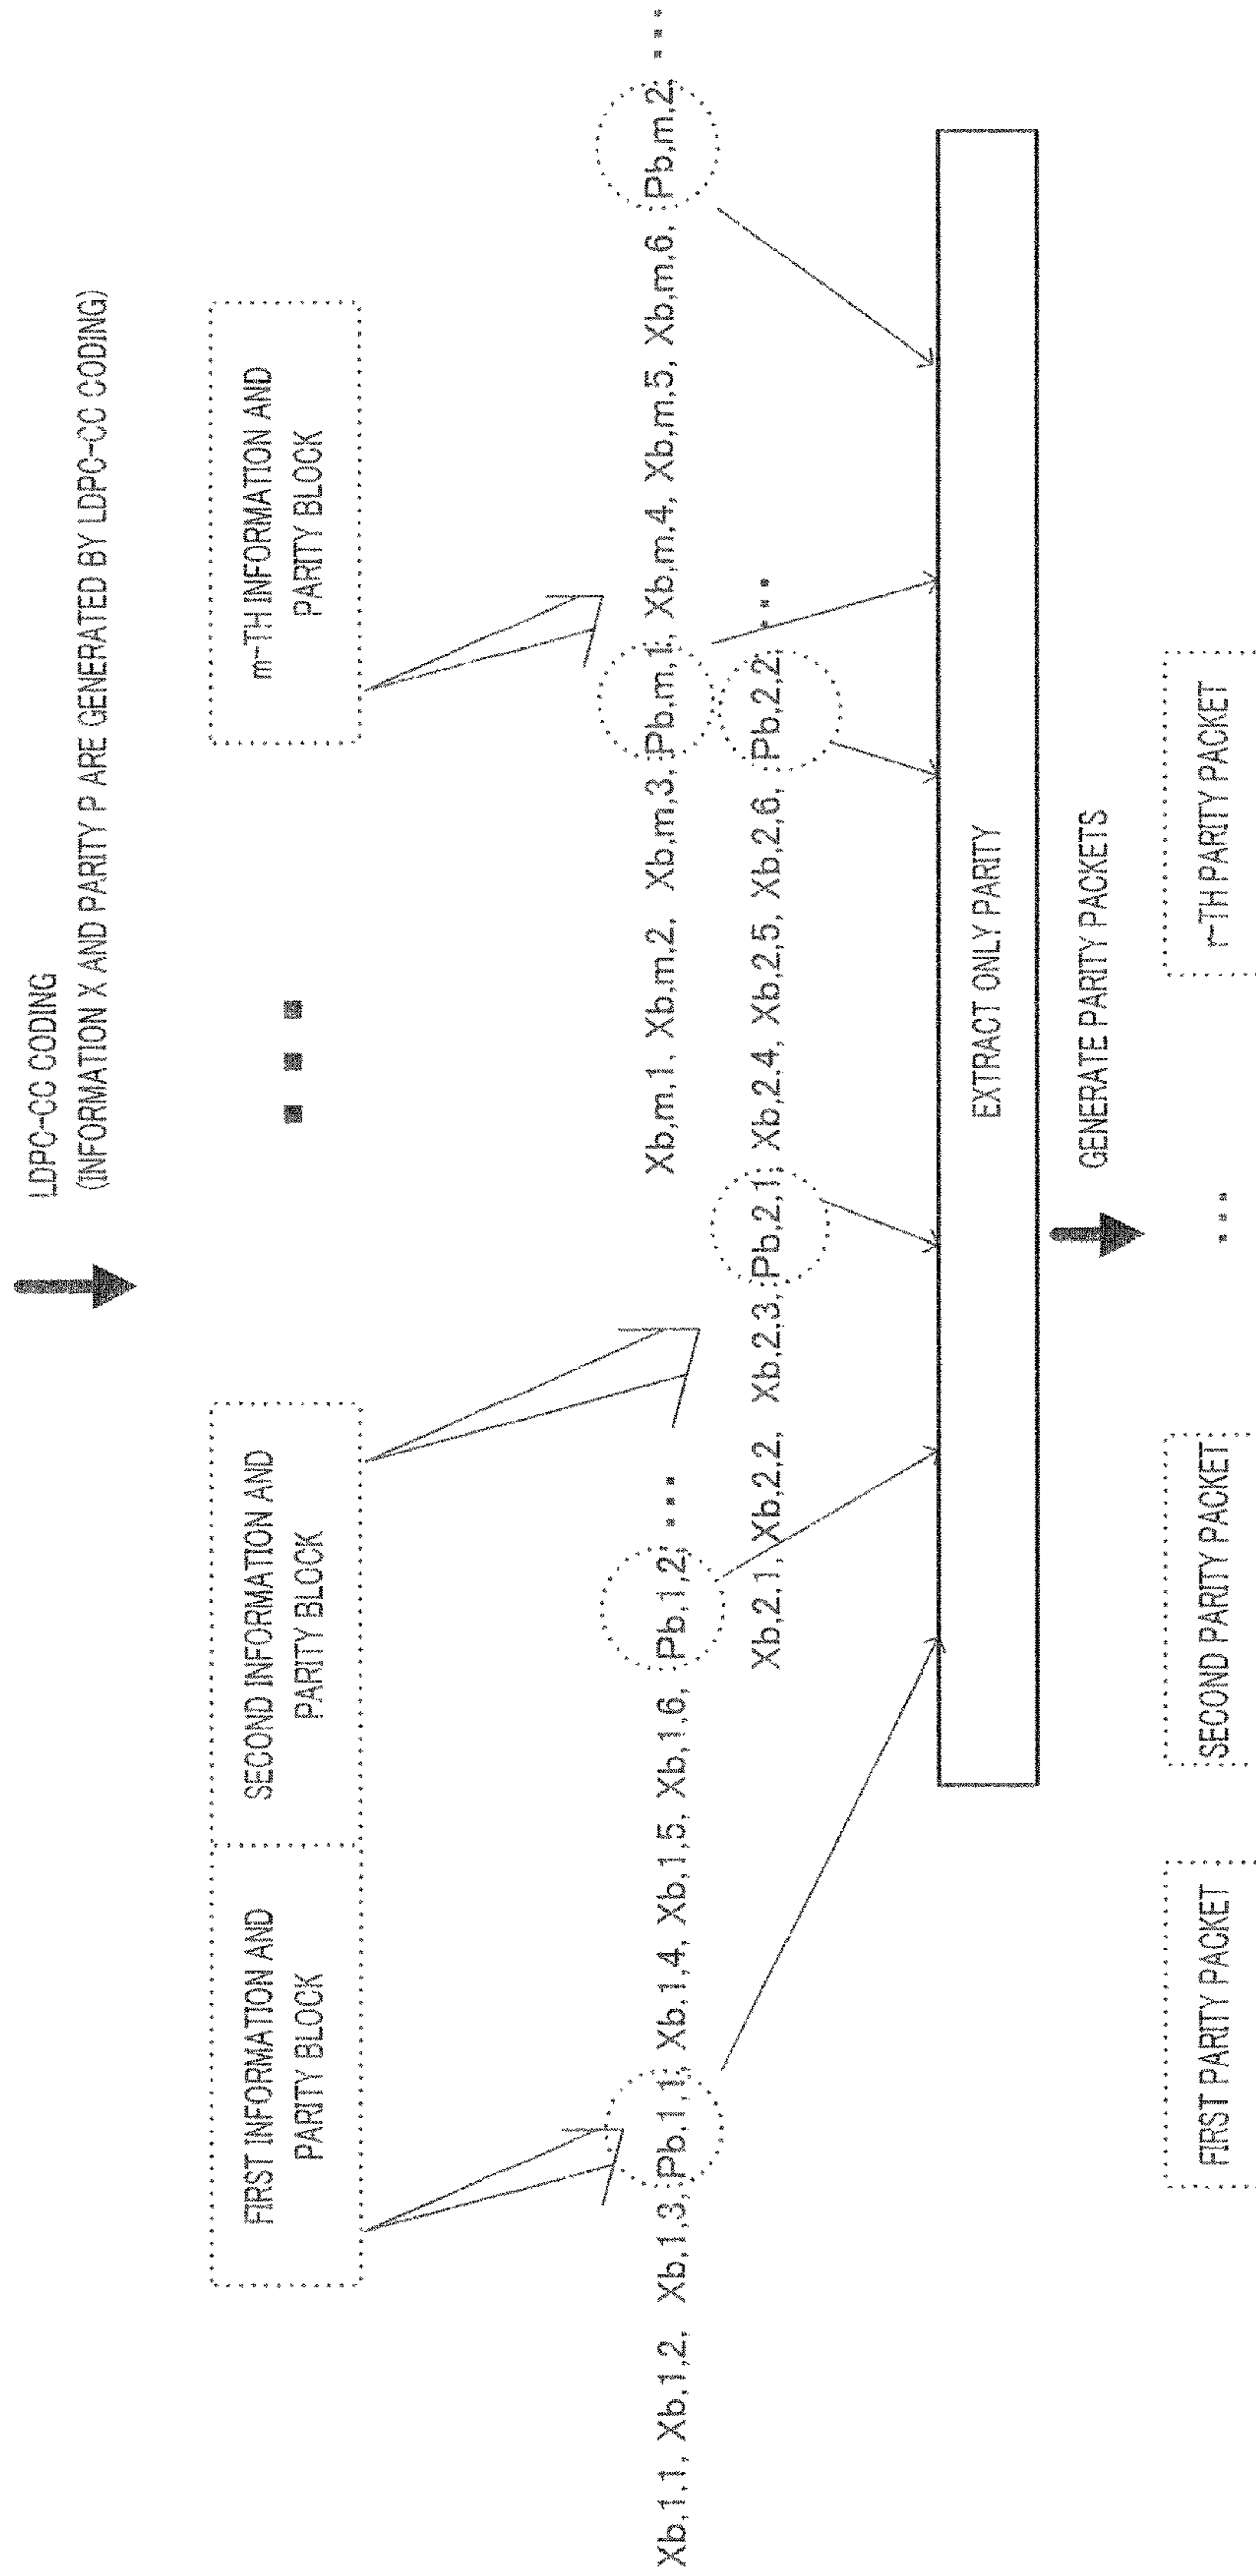 LDPC-CC CODING
(INFORMATION X AND PARITY P ARE GENERATED BY LDPC-CC CODING)
FIRST INFORMATION AND
PARITY BLOCK
SECOND INFORMATION AND
PARITY BLOCK
...
m-TH INFORMATION AND
PARITY BLOCK
Xb,1,1, Xb,1,2, Xb,1,3, Pb,1,1, Xb,1,4, Xb,1,5, Xb,1,6, Pb,1,2, ...
Xb,m,1, Xb,m,2, Xb,m,3, Pb,m,1, Xb,m,4, Xb,m,5, Xb,m,6, Pb,m,2, ...
Xb,2,1, Xb,2,2, Xb,2,3, Pb,2,1, Xb,2,4, Xb,2,5, Xb,2,6, Pb,2,2, ...
EXTRACT ONLY PARITY
GENERATE PARITY PACKETS
FIRST PARITY PACKET
SECOND PARITY PACKET
...
r-TH PARITY PACKET